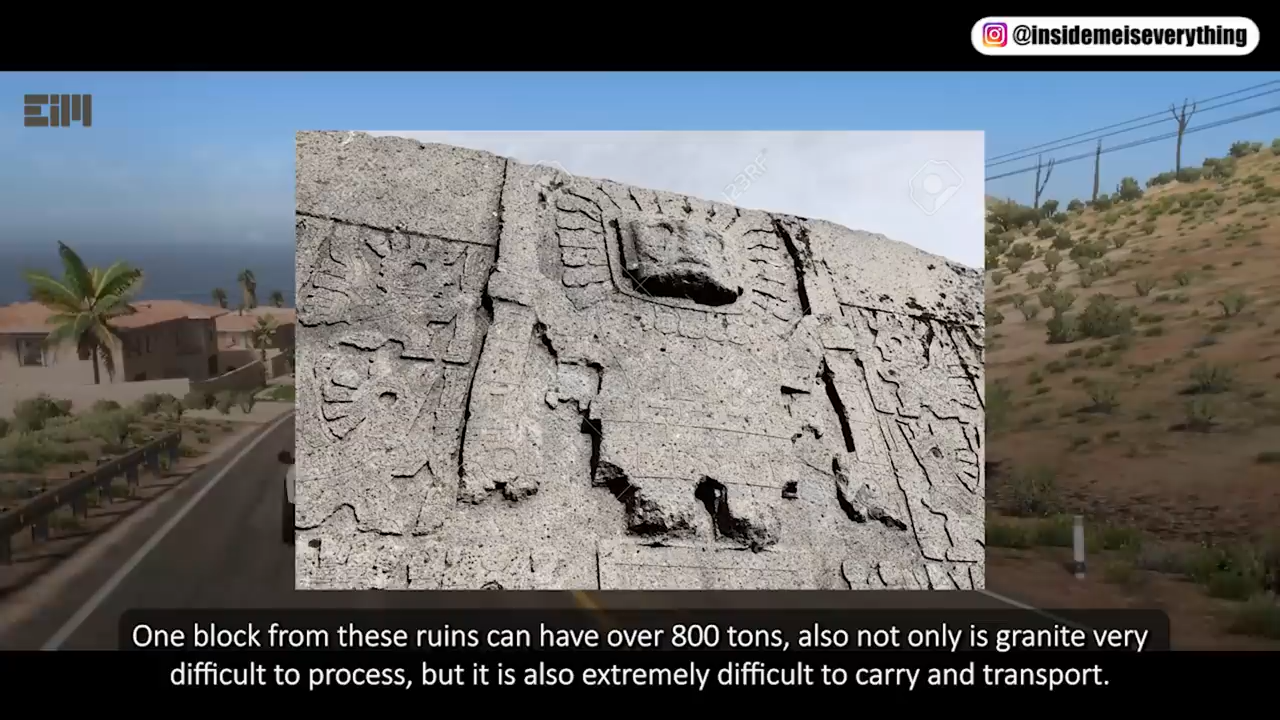 @insidemeiseverything
EiM
123RF
One block from these ruins can have over 800 tons, also not only is granite very
difficult to process, but it is also extremely difficult to carry and transport.